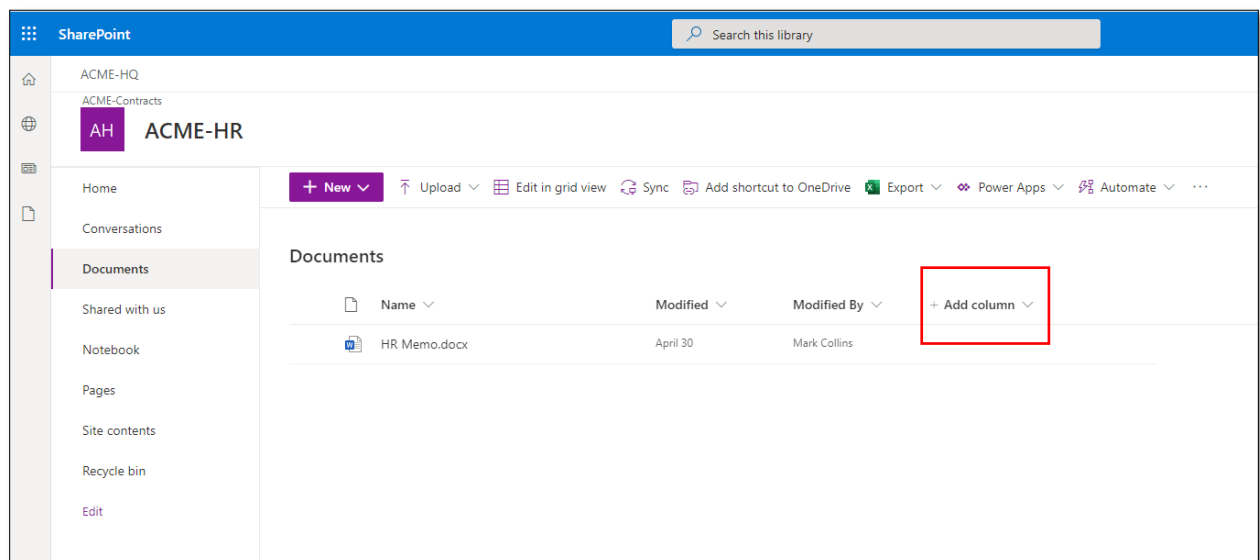 SharePoint
Search this library
ACME-HQ
ACME-Contracts
AH ACME-HR
Home
Conversations
Documents
Shared with us
Notebook
Pages
Site contents
Recycle bin
Edit
+ New Upload Edit in grid view Sync Add shortcut to OneDrive Export Power Apps Automate ...
Documents
Name Modified Modified By + Add column
HR Memo.docx April 30 Mark Collins